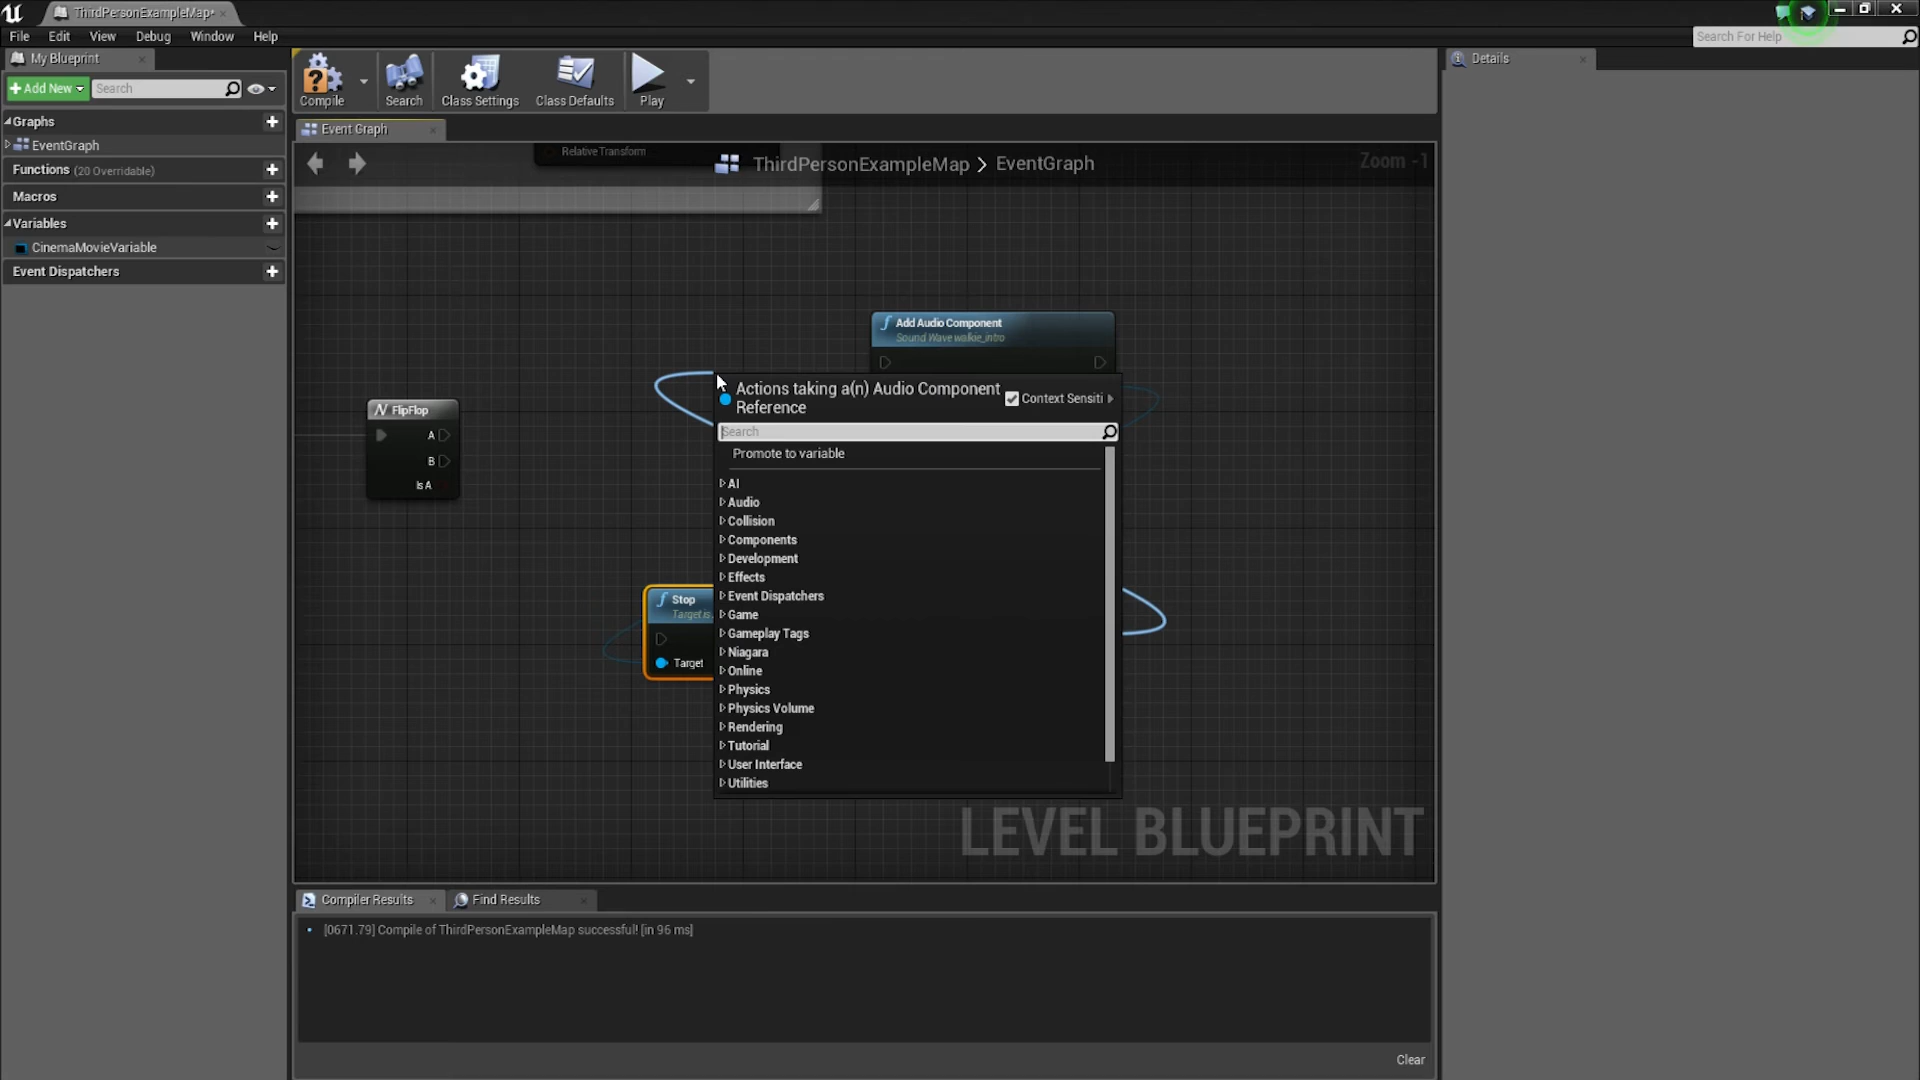 ThirdPersonExampleMap*
File Edit View Debug Window Help
Search For Help
My Blueprint
Add New
Search
Compile
Search
Class Settings
Class Defaults
Play
Details
Graphs
EventGraph
Functions (20 Overridable)
Macros
Variables
CinemaMovieVariable
Event Dispatchers
Event Graph
Relative Transform
ThirdPersonExampleMap > EventGraph
Zoom -1
Add Audio Component
Sound Wave walkie_intro
FlipFlop
A
B
Is A
Actions taking a(n) Audio Component
Reference
Context Sensiti
Search
Promote to variable
AI
Audio
Collision
Components
Development
Effects
Event Dispatchers
Game
Gameplay Tags
Niagara
Online
Physics
Physics Volume
Rendering
Tutorial
User Interface
Utilities
Stop
Target is
Target
LEVEL BLUEPRINT
Compiler Results
Find Results
[0671.79] Compile of ThirdPersonExampleMap successful! [in 96 ms]
Clear